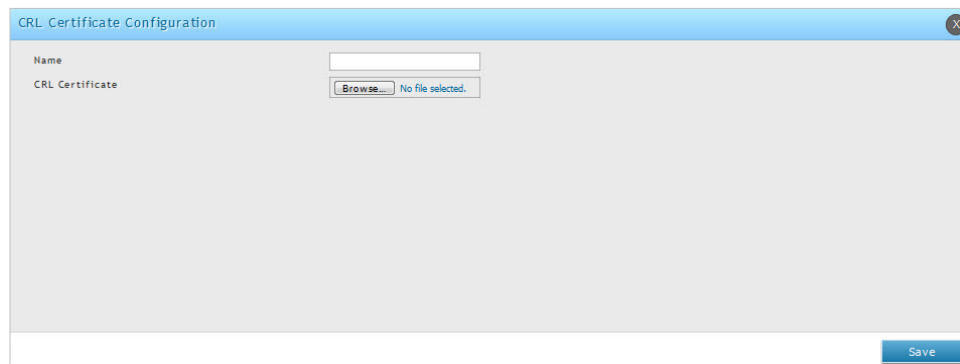 CRL Certificate Configuration
X
Name
CRL Certificate
Browse... No file selected.
Save